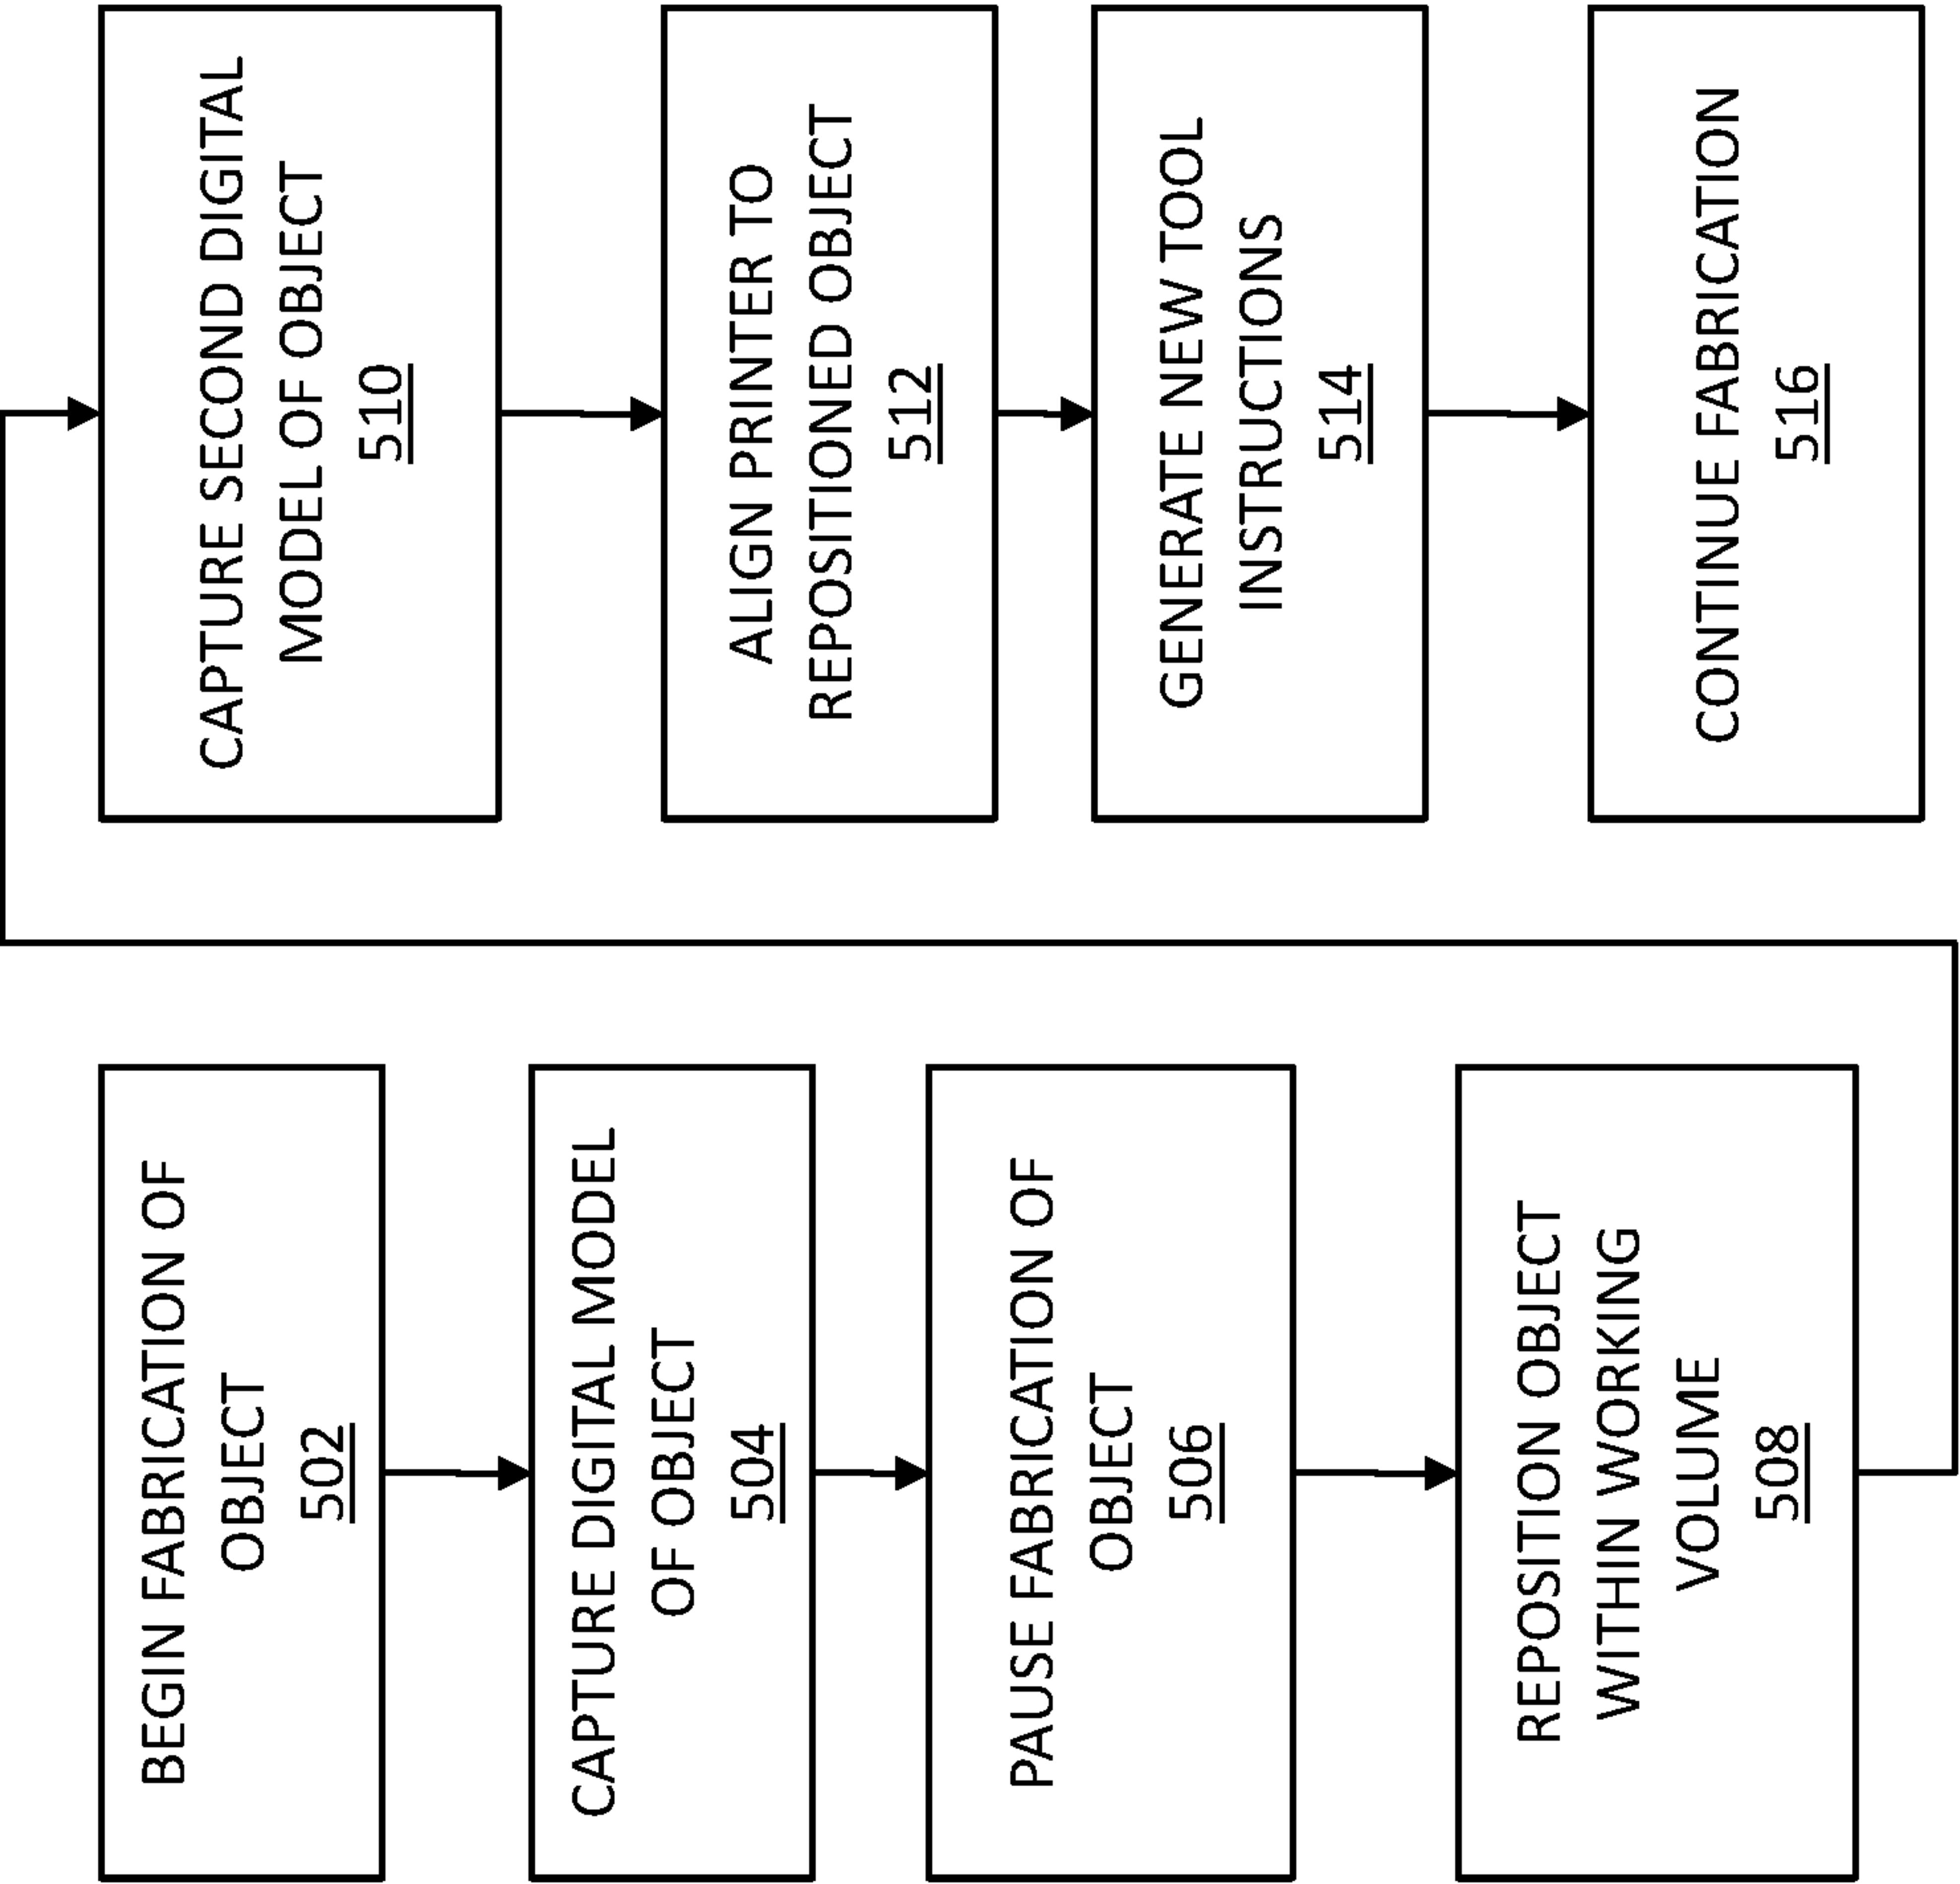 BEGIN FABRICATION OF
OBJECT
502
CAPTURE DIGITAL MODEL
OF OBJECT
504
PAUSE FABRICATION OF
OBJECT
506
REPOSITION OBJECT
WITHIN WORKING
VOLUME
508
CAPTURE SECOND DIGITAL
MODEL OF OBJECT
510
ALIGN PRINTER TO
REPOSITIONED OBJECT
512
GENERATE NEW TOOL
INSTRUCTIONS
514
CONTINUE FABRICATION
516